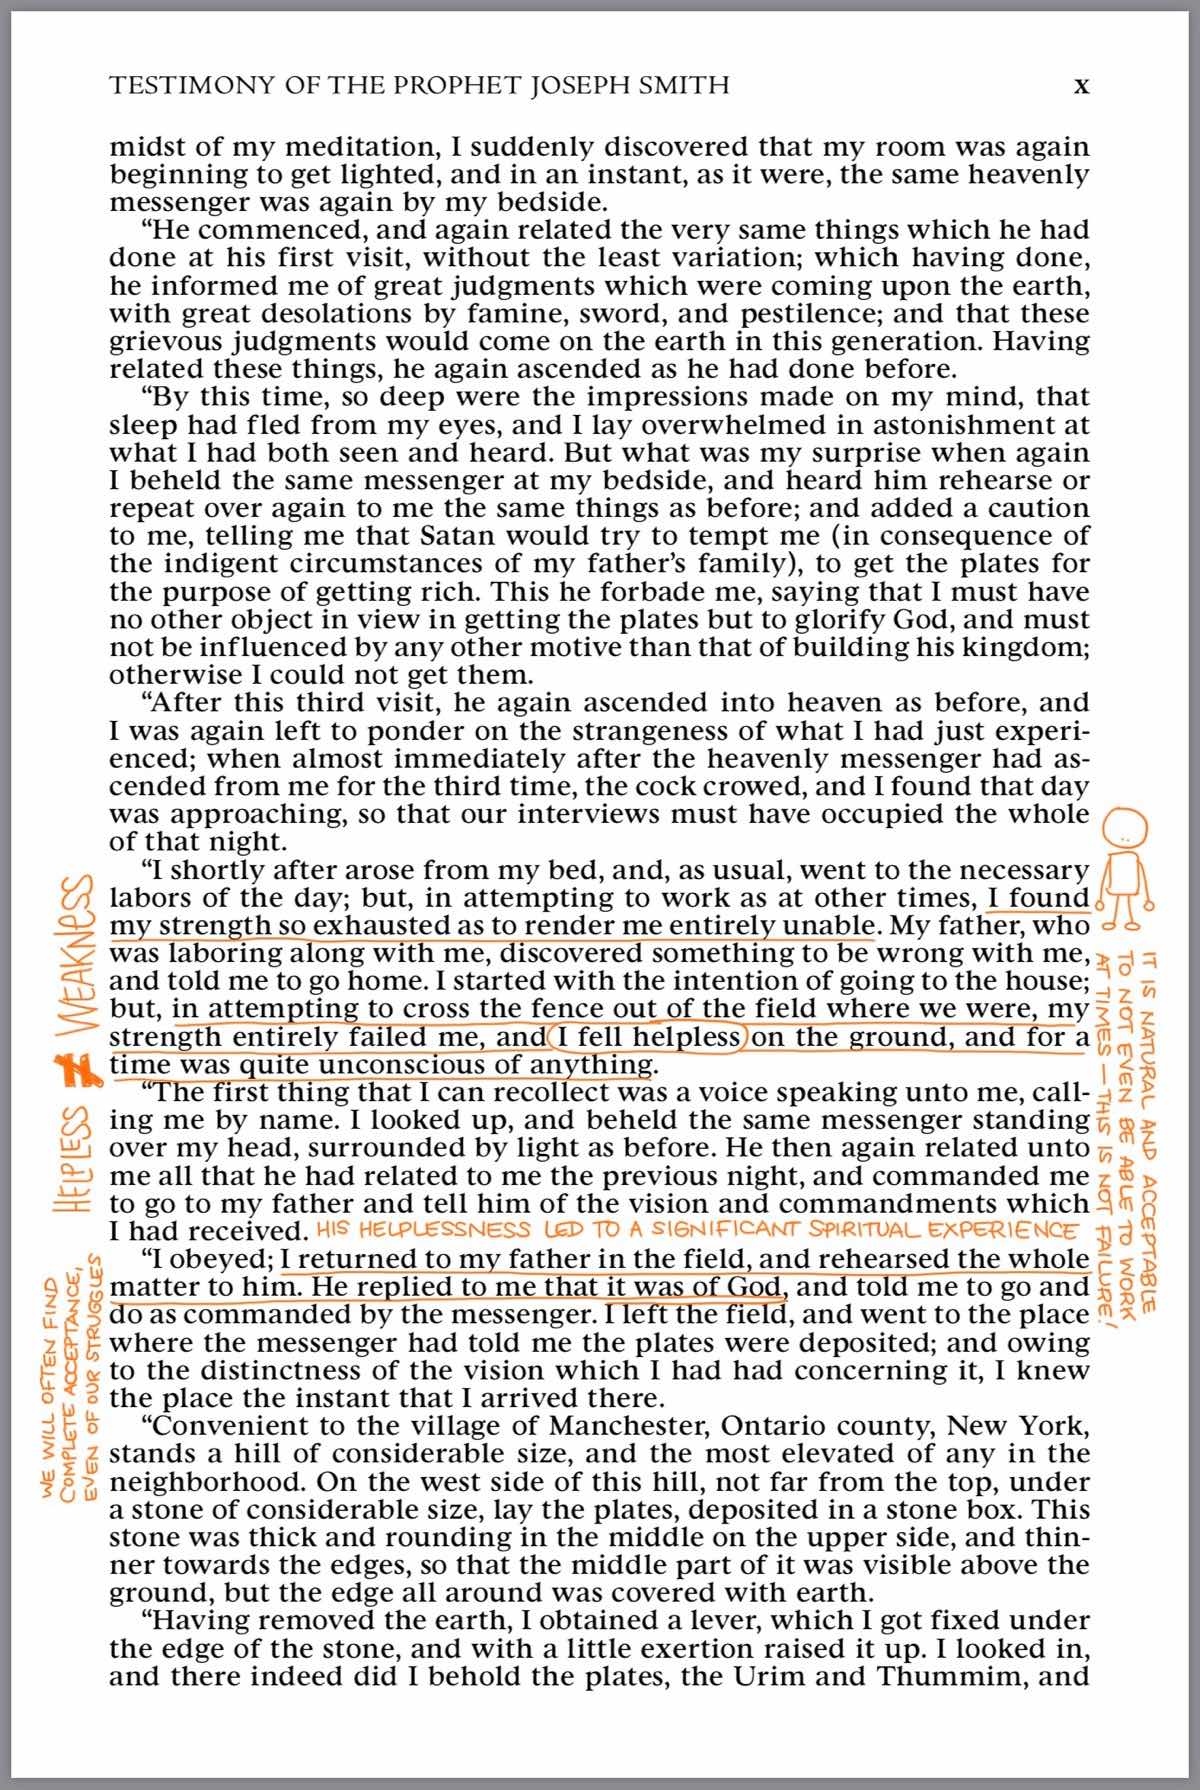 TESTIMONY OF THE PROPHET JOSEPH SMITH x
midst of my meditation, I suddenly discovered that my room was again
beginning to get lighted, and in an instant, as it were, the same heavenly
messenger was again by my bedside.
“He commenced, and again related the very same things which he had
done at his first visit, without the least variation; which having done,
he informed me of great judgments which were coming upon the earth,
with great desolations by famine, sword, and pestilence; and that these
grievous judgments would come on the earth in this generation. Having
related these things, he again ascended as he had done before.
“By this time, so deep were the impressions made on my mind, that
sleep had fled from my eyes, and I lay overwhelmed in astonishment at
what I had both seen and heard. But what was my surprise when again
I beheld the same messenger at my bedside, and heard him rehearse or
repeat over again to me the same things as before; and added a caution
to me, telling me that Satan would try to tempt me (in consequence of
the indigent circumstances of my father’s family), to get the plates for
the purpose of getting rich. This he forbade me, saying that I must have
no other object in view in getting the plates but to glorify God, and must
not be influenced by any other motive than that of building his kingdom;
otherwise I could not get them.
“After this third visit, he again ascended into heaven as before, and
I was again left to ponder on the strangeness of what I had just experi-
enced; when almost immediately after the heavenly messenger had as-
cended from me for the third time, the cock crowed, and I found that day
was approaching, so that our interviews must have occupied the whole
of that night.
“I shortly after arose from my bed, and, as usual, went to the necessary
labors of the day; but, in attempting to work as at other times, I found
my strength so exhausted as to render me entirely unable. My father, who
was laboring along with me, discovered something to be wrong with me,
and told me to go home. I started with the intention of going to the house;
but, in attempting to cross the fence out of the field where we were, my
strength entirely failed me, and I fell helpless on the ground, and for a
time was quite unconscious of anything.
“The first thing that I can recollect was a voice speaking unto me, call-
ing me by name. I looked up, and beheld the same messenger standing
over my head, surrounded by light as before. He then again related unto
me all that he had related to me the previous night, and commanded me
to go to my father and tell him of the vision and commandments which
I had received. HIS HELPLESSNESS LED TO A SIGNIFICANT SPIRITUAL EXPERIENCE
“I obeyed; I returned to my father in the field, and rehearsed the whole
matter to him. He replied to me that it was of God, and told me to go and
do as commanded by the messenger. I left the field, and went to the place
where the messenger had told me the plates were deposited; and owing
to the distinctness of the vision which I had had concerning it, I knew
the place the instant that I arrived there.
“Convenient to the village of Manchester, Ontario county, New York,
stands a hill of considerable size, and the most elevated of any in the
neighborhood. On the west side of this hill, not far from the top, under
a stone of considerable size, lay the plates, deposited in a stone box. This
stone was thick and rounding in the middle on the upper side, and thin-
ner towards the edges, so that the middle part of it was visible above the
ground, but the edge all around was covered with earth.
“Having removed the earth, I obtained a lever, which I got fixed under
the edge of the stone, and with a little exertion raised it up. I looked in,
and there indeed did I behold the plates, the Urim and Thummim, and
HELPLESS ≠ WEAKNESS
WE WILL OFTEN FIND
COMPLETE ACCEPTANCE,
EVEN OF OUR STRUGGLES
IT IS NATURAL AND ACCEPTABLE
TO NOT EVEN BE ABLE TO WORK
AT TIMES — THIS IS NOT FAILURE!